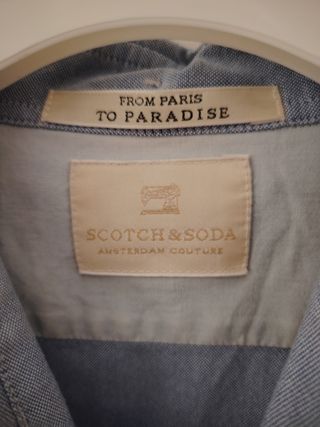 FROM PARIS
TO PARADISE
SCOTCH & SODA
AMSTERDAM COUTURE